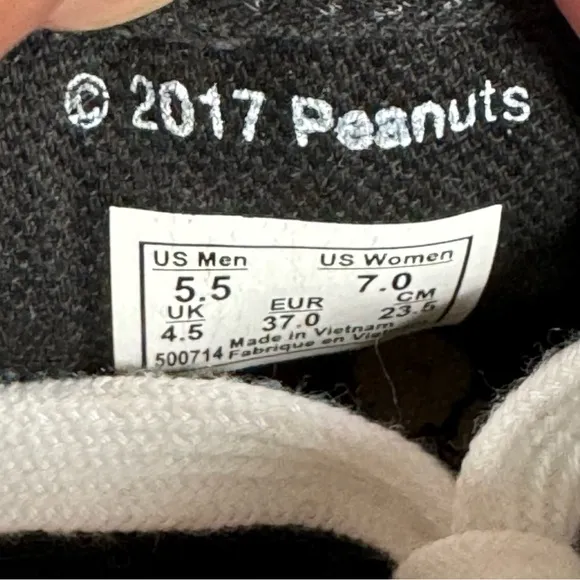 © 2017 Peanuts
US Men US Women
5.5 7.0
UK EUR CM
4.5 37.0 23.5
Made in Vietnam
500714 Fabrique en